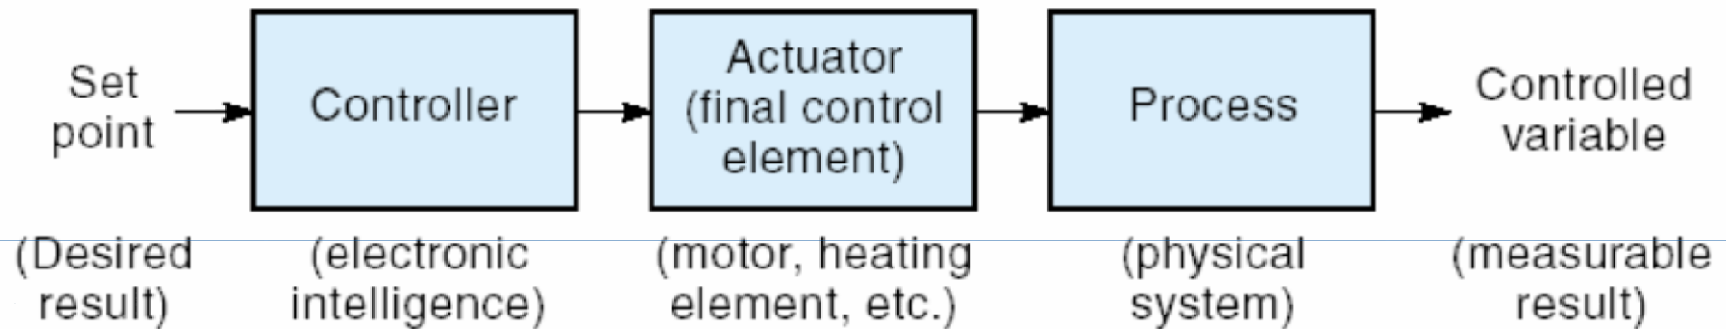 Set
point
Controller
Actuator
(final control
element)
Process
Controlled
variable
(Desired
result)
(electronic
intelligence)
(motor, heating
element, etc.)
(physical
system)
(measurable
result)